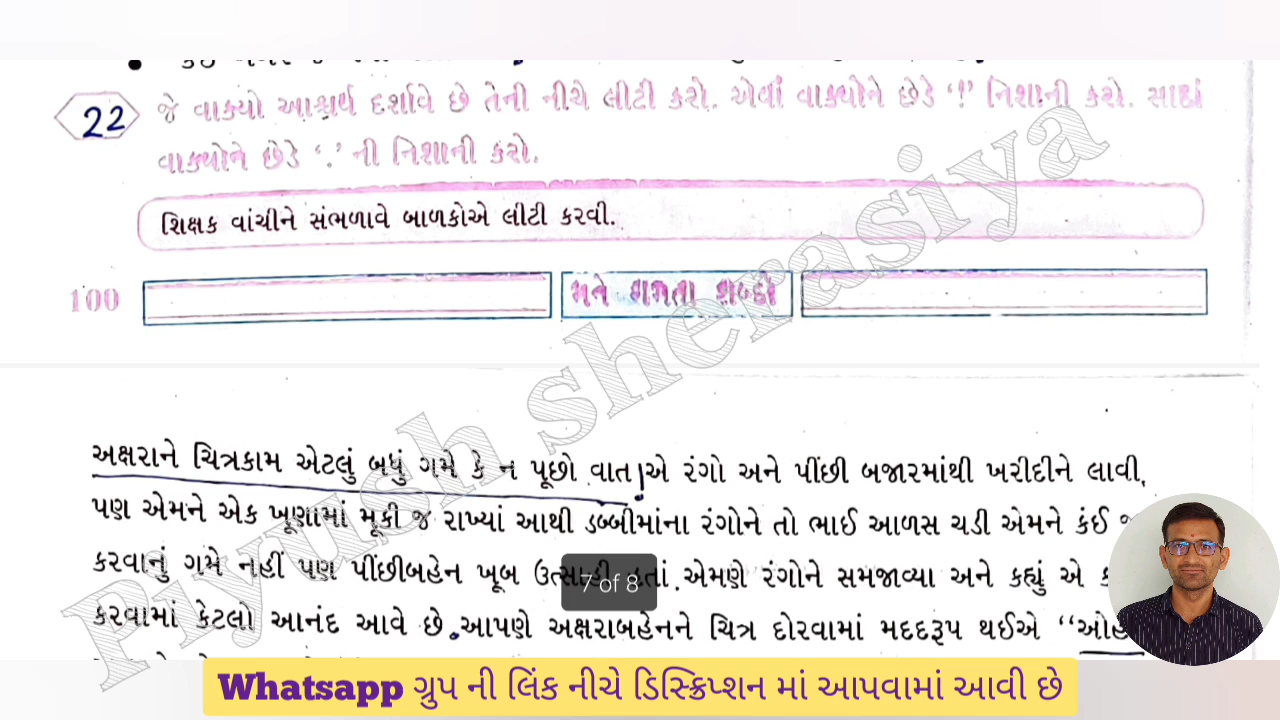 22
જે વાક્યો આશ્ચર્ય દર્શાવે છે તેની નીચે લીટી કરો. એવાં વાક્યોને છેડે ‘!’ નિશાની કરો. સાદાં
વાક્યોને છેડે ‘.’ ની નિશાની કરો.
શિક્ષક વાંચીને સંભળાવે બાળકોએ લીટી કરવી.
100
મને ગમતા શબ્દો
અક્ષરાને ચિત્રકામ એટલું બધું ગમે કે ન પૂછો વાત! એ રંગો અને પીંછી બજારમાંથી ખરીદીને લાવી,
પણ એમને એક ખૂણામાં મૂકી જ રાખ્યાં આથી ડબ્બીમાંના રંગોને તો ભાઈ આળસ ચડી એમને કંઈ
કરવાનું ગમે નહીં પણ પીંછીબહેન ખૂબ ઉત્સાહી હતાં. એમણે રંગોને સમજાવ્યા અને કહ્યું એ
કરવામાં કેટલો આનંદ આવે છે. આપણે અક્ષરાબહેનને ચિત્ર દોરવામાં મદદરૂપ થઈએ “
7 of 8
Piyush sherasiya
Whatsapp ગ્રુપ ની લિંક નીચે ડિસ્ક્રિપ્શન માં આપવામાં આવી છે